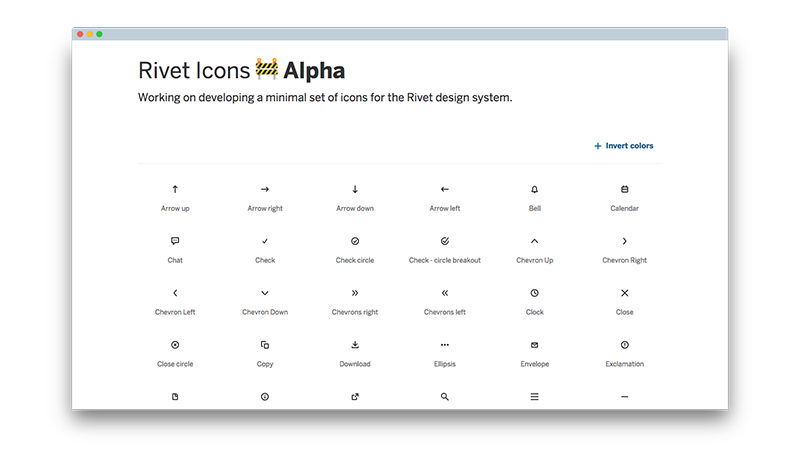 Rivet Icons 🚧 Alpha
Working on developing a minimal set of icons for the Rivet design system.
+ Invert colors
Arrow up Arrow right Arrow down Arrow left Bell Calendar
Chat Check Check circle Check - circle breakout Chevron Up Chevron Right
Chevron Left Chevron Down Chevrons right Chevrons left Clock Close
Close circle Copy Download Ellipsis Envelope Exclamation